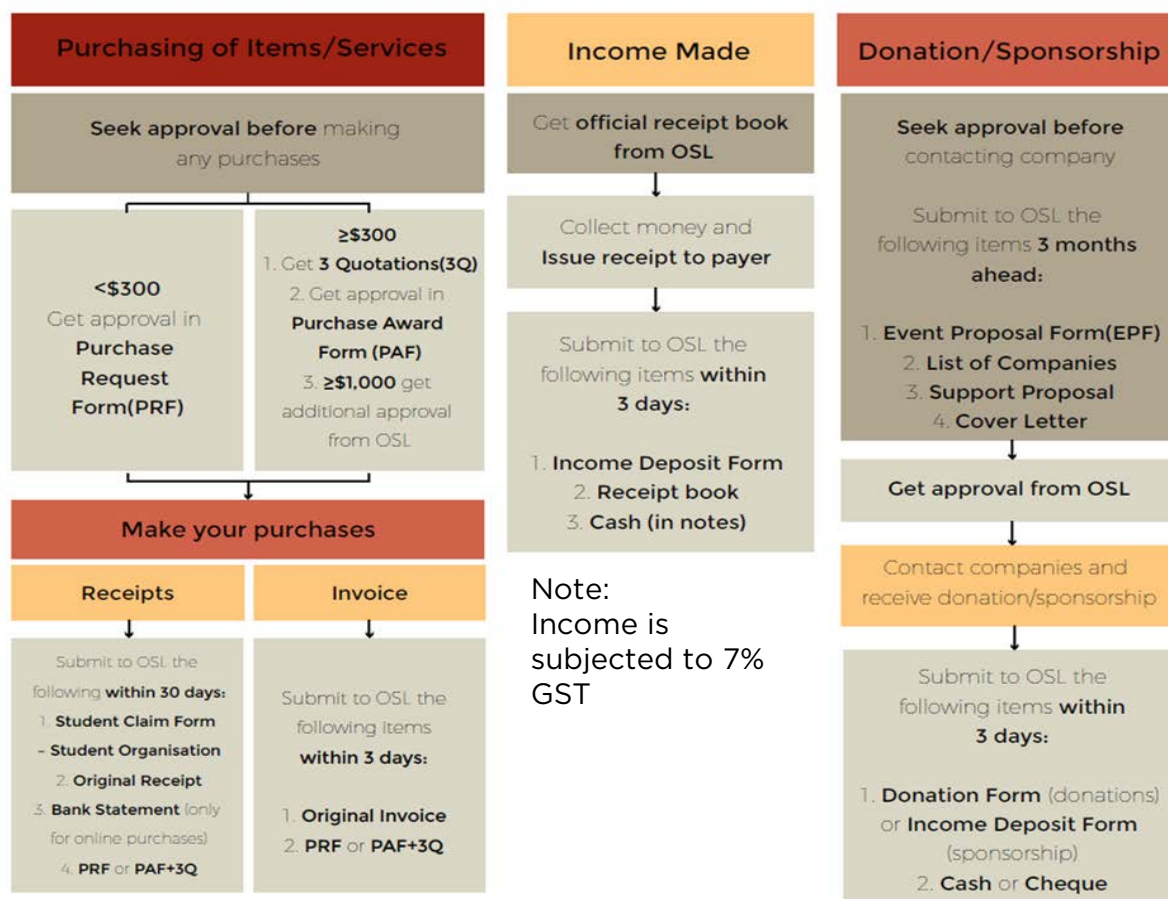 Purchasing of Items/Services
Seek approval before making
any purchases
<$300
Get approval in
Purchase
Request
Form(PRF)
≥$300
1. Get 3 Quotations(3Q)
2. Get approval in
Purchase Award
Form (PAF)
3. ≥$1,000 get
additional approval
from OSL
Make your purchases
Receipts
Submit to OSL the
following within 30 days:
1. Student Claim Form
- Student Organisation
2. Original Receipt
3. Bank Statement (only
for online purchases)
4. PRF or PAF+3Q
Invoice
Submit to OSL the
following items
within 3 days:
1. Original Invoice
2. PRF or PAF+3Q
Income Made
Get official receipt book
from OSL
Collect money and
Issue receipt to payer
Submit to OSL the
following items within
3 days:
1. Income Deposit Form
2. Receipt book
3. Cash (in notes)
Note:
Income is
subjected to 7%
GST
Donation/Sponsorship
Seek approval before
contacting company
Submit to OSL the
following items 3 months
ahead:
1. Event Proposal Form(EPF)
2. List of Companies
3. Support Proposal
4. Cover Letter
Get approval from OSL
Contact companies and
receive donation/sponsorship
Submit to OSL the
following items within
3 days:
1. Donation Form (donations)
or Income Deposit Form
(sponsorship)
2. Cash or Cheque